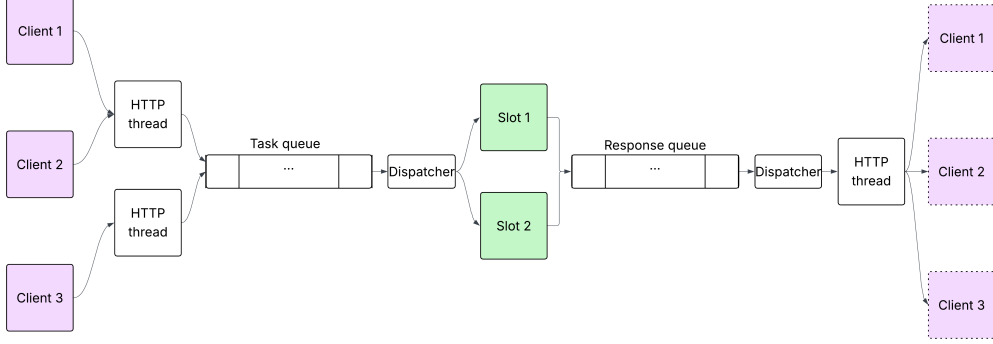 Client 1
Client 2
Client 3
HTTP
thread
HTTP
thread
Task queue
...
Dispatcher
Slot 1
Slot 2
Response queue
...
Dispatcher
HTTP
thread
Client 1
Client 2
Client 3